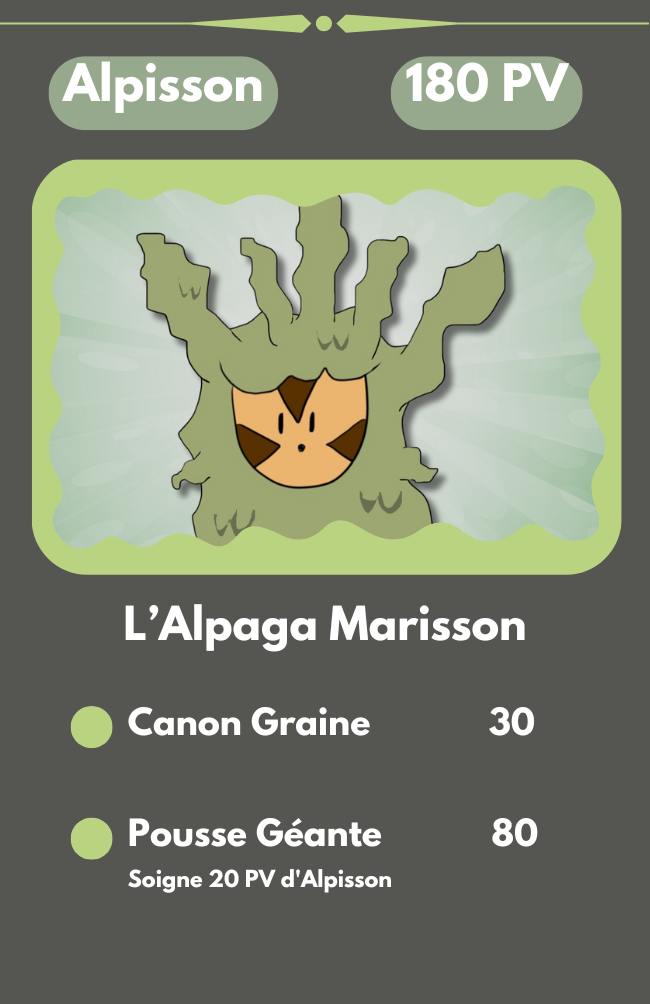 Alpisson
180 PV
L’Alpaga Marisson
Canon Graine 30
Pousse Géante 80
Soigne 20 PV d'Alpisson